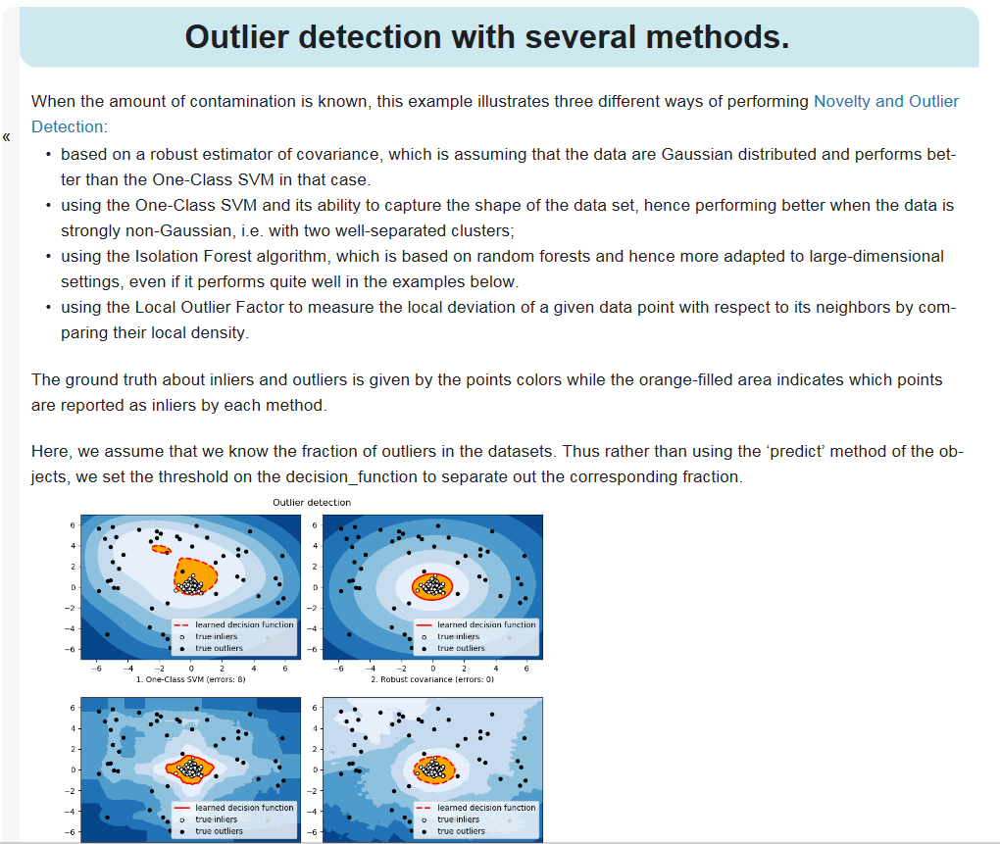 Outlier detection with several methods.
When the amount of contamination is known, this example illustrates three different ways of performing Novelty and Outlier
Detection:
«
• based on a robust estimator of covariance, which is assuming that the data are Gaussian distributed and performs bet-
ter than the One-Class SVM in that case.
• using the One-Class SVM and its ability to capture the shape of the data set, hence performing better when the data is
strongly non-Gaussian, i.e. with two well-separated clusters;
• using the Isolation Forest algorithm, which is based on random forests and hence more adapted to large-dimensional
settings, even if it performs quite well in the examples below.
• using the Local Outlier Factor to measure the local deviation of a given data point with respect to its neighbors by com-
paring their local density.
The ground truth about inliers and outliers is given by the points colors while the orange-filled area indicates which points
are reported as inliers by each method.
Here, we assume that we know the fraction of outliers in the datasets. Thus rather than using the ‘predict’ method of the ob-
jects, we set the threshold on the decision_function to separate out the corresponding fraction.
Outlier detection
6
4
2
0
−2
−4
−6
learned decision function
true inliers
true outliers
−6 −4 −2 0 2 4 6
1. One-Class SVM (errors: 8)
6
4
2
0
−2
−4
−6
learned decision function
true inliers
true outliers
−6 −4 −2 0 2 4 6
2. Robust covariance (errors: 0)
6
4
2
0
−2
−4
−6
learned decision function
true inliers
true outliers
6
4
2
0
−2
−4
−6
learned decision function
true inliers
true outliers